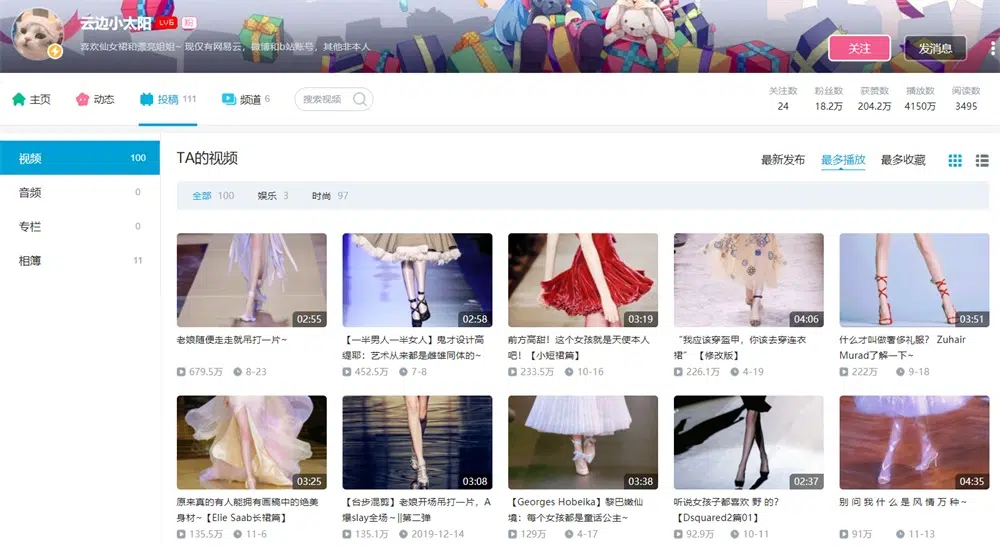 云边小太阳 LV6 粉
喜欢仙女裙和漂亮姐姐~ 现仅有网易云，微博和b站账号，其他非本人
关注
发消息
主页
动态
投稿 111
频道 6
搜索视频
关注数 粉丝数 获赞数 播放数 阅读数
24 18.2万 204.2万 4150万 3495
视频 100
音频 0
专栏 0
相簿 11
TA的视频
最新发布 最多播放 最多收藏
全部 100 娱乐 3 时尚 97
02:55 02:58 03:19 04:06 03:51
老娘随便走走就吊打一片~
679.5万 8-23
【一半男人一半女人】鬼才设计高
缇耶：艺术从来都是雌雄同体的~
452.5万 7-8
前方高甜！这个女孩就是天使本人
吧！【小短裙篇】
233.5万 10-16
“我应该穿盔甲，你该去穿连衣
裙” 【修改版】
226.1万 4-19
什么才叫做奢侈礼服？ Zuhair
Murad了解一下~
222万 9-18
03:25 03:08 03:38 02:37 04:35
原来真的有人能拥有画稿中的绝美
身材~【Elie Saab长裙篇】
135.5万 11-6
【台步混剪】老娘开场吊打一片，A
爆slay全场~||第二弹
135.1万 2019-12-14
【Georges Hobeika】黎巴嫩仙
境：每个女孩都是童话公主~
129万 4-17
听说女孩子都喜欢 野 的？
【Dsquared2篇01】
92.9万 10-11
别 问 我 什 么 是 风 情 万 种~
91万 11-13